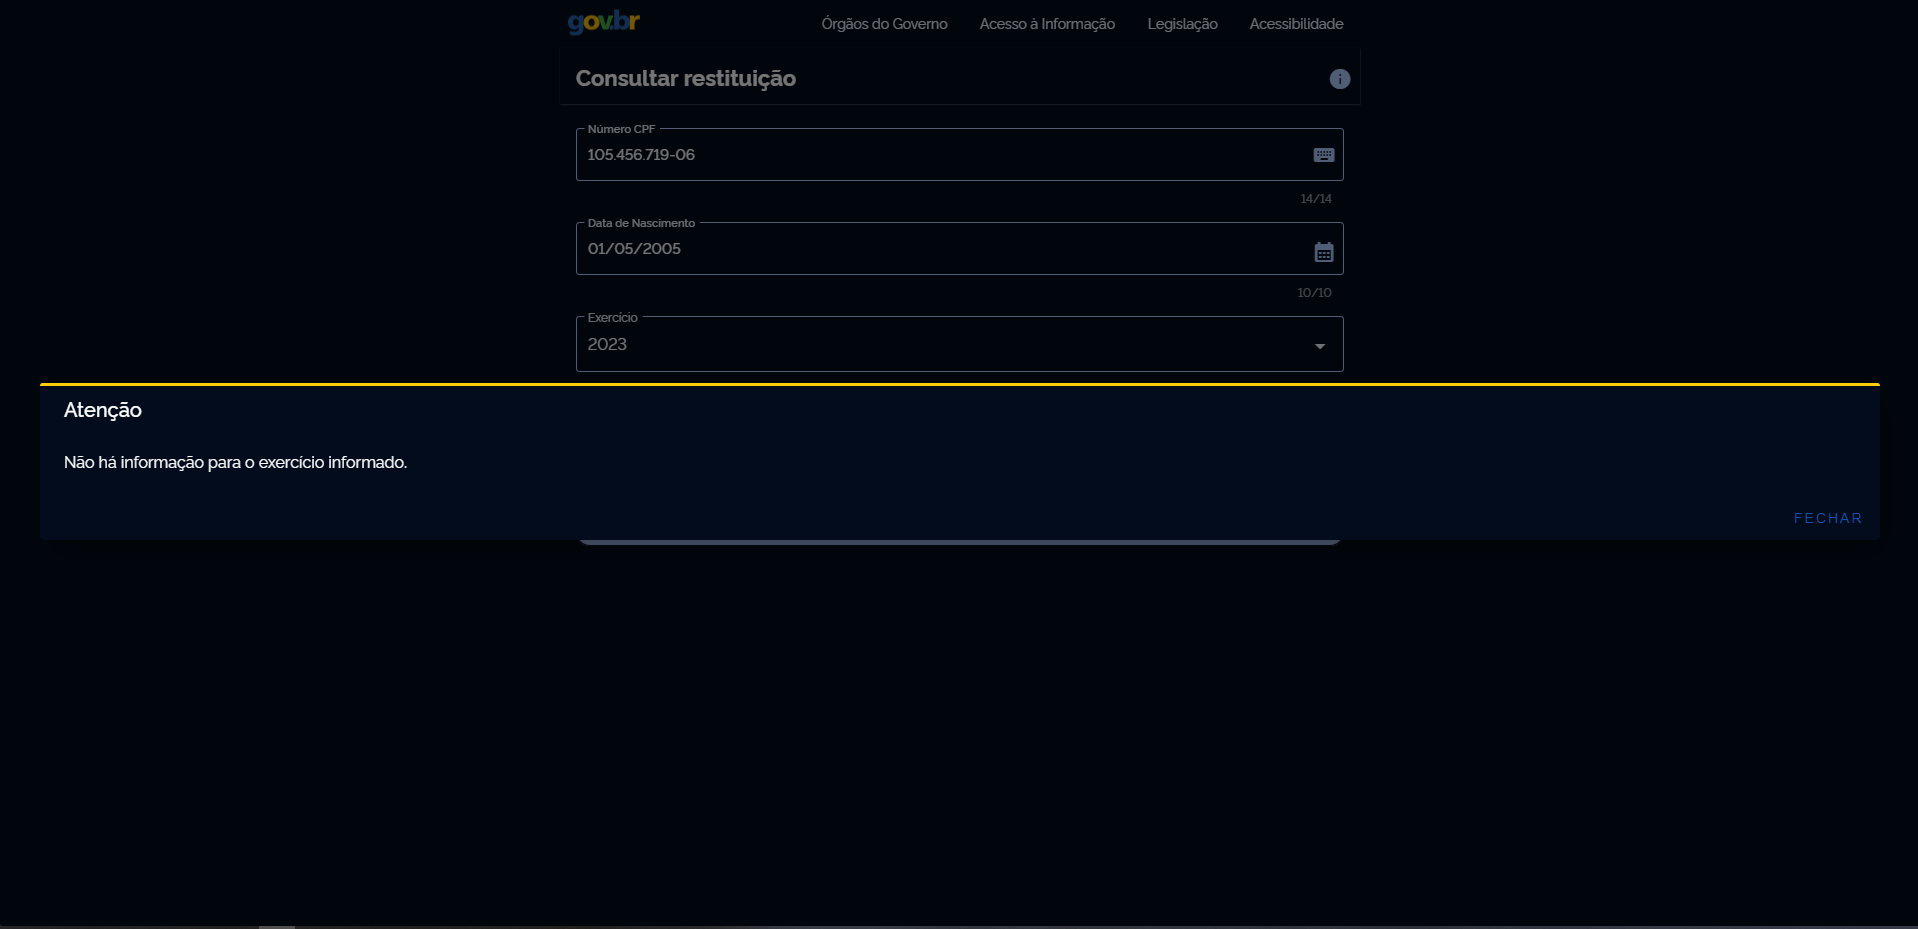 gov.br
Órgãos do Governo Acesso à Informação Legislação Acessibilidade
Consultar restituição
Número CPF
105.456.719-06
14/14
Data de Nascimento
01/05/2005
10/10
Exercício
2023
Atenção
Não há informação para o exercício informado.
FECHAR